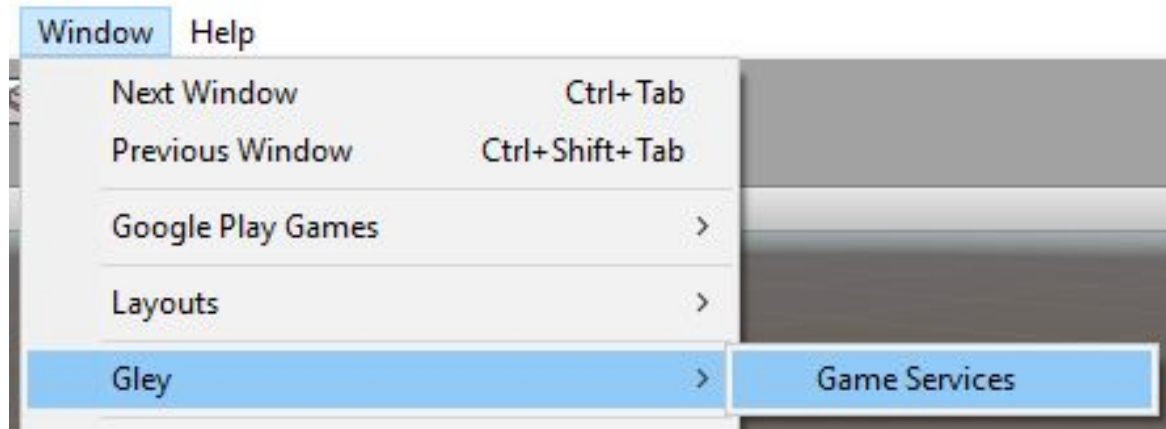 Window Help
Next Window Ctrl+Tab
Previous Window Ctrl+Shift+Tab
Google Play Games >
Layouts >
Gley > Game Services